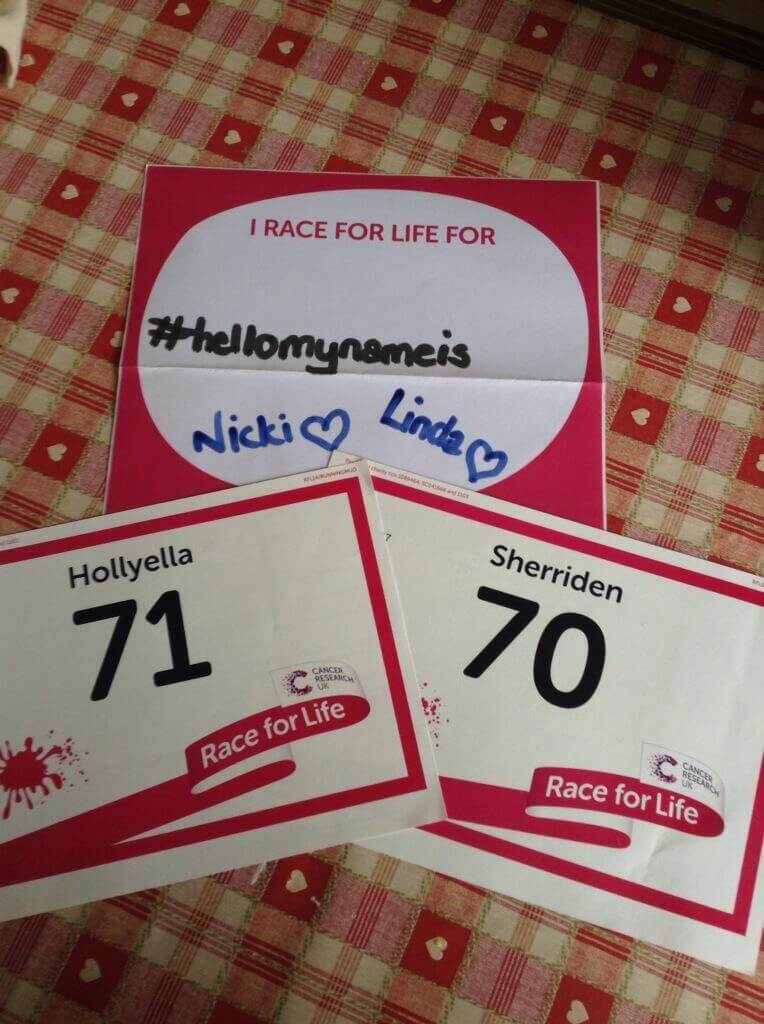 I RACE FOR LIFE FOR
#hellomynameis
Nicki
Linda
Hollyella
71
CANCER
RESEARCH
UK
Race for Life
Sherriden
70
CANCER
RESEARCH
UK
Race for Life